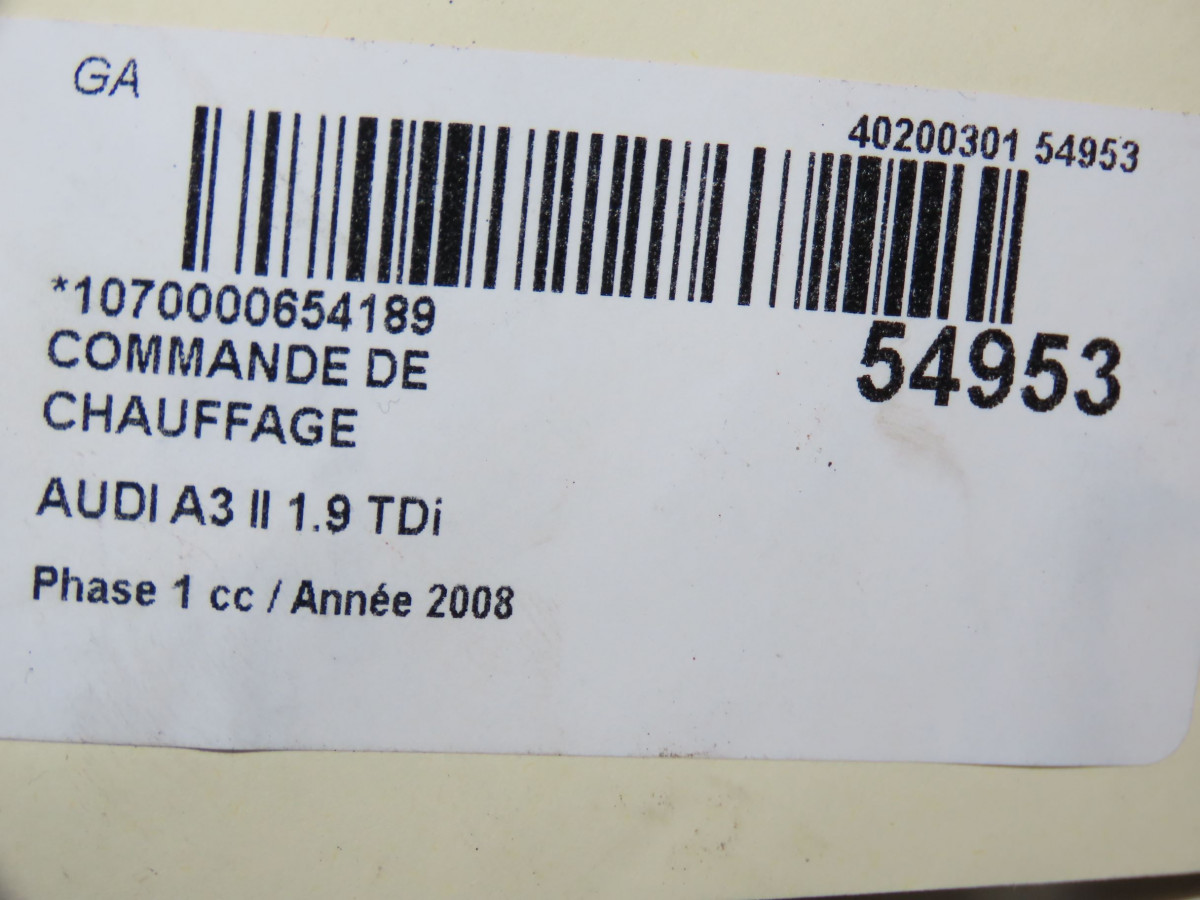 GA
40200301 54953
*1070000654189
54953
COMMANDE DE
CHAUFFAGE
AUDI A3 II 1.9 TDi
Phase 1 cc / Année 2008